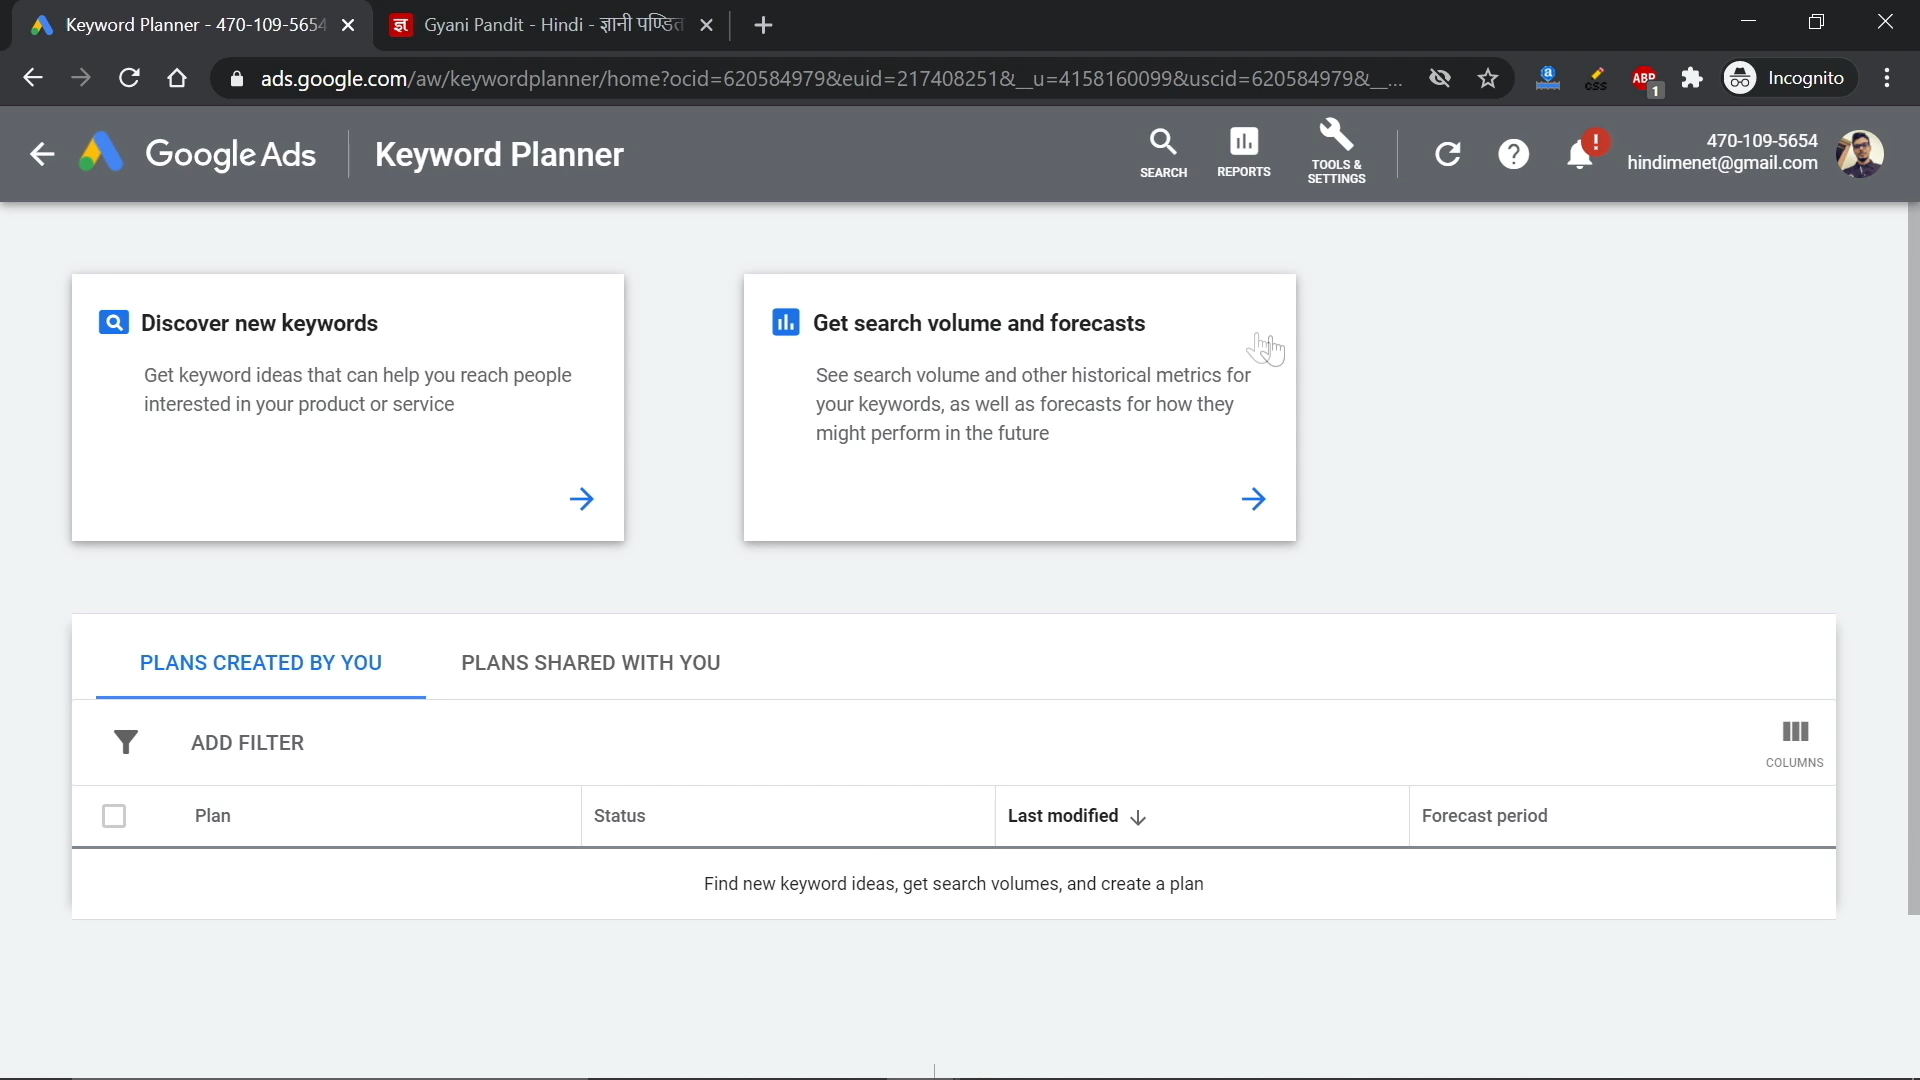 Keyword Planner - 470-109-5654
Gyani Pandit - Hindi - ज्ञानी पण्डित
ads.google.com/aw/keywordplanner/home?ocid=620584979&euid=217408251&__u=4158160099&uscid=620584979&__...
ABP
1
Incognito
Google Ads
Keyword Planner
SEARCH
REPORTS
TOOLS &
SETTINGS
470-109-5654
hindimenet@gmail.com
Discover new keywords
Get keyword ideas that can help you reach people
interested in your product or service
Get search volume and forecasts
See search volume and other historical metrics for
your keywords, as well as forecasts for how they
might perform in the future
PLANS CREATED BY YOU
PLANS SHARED WITH YOU
ADD FILTER
COLUMNS
Plan
Status
Last modified
Forecast period
Find new keyword ideas, get search volumes, and create a plan